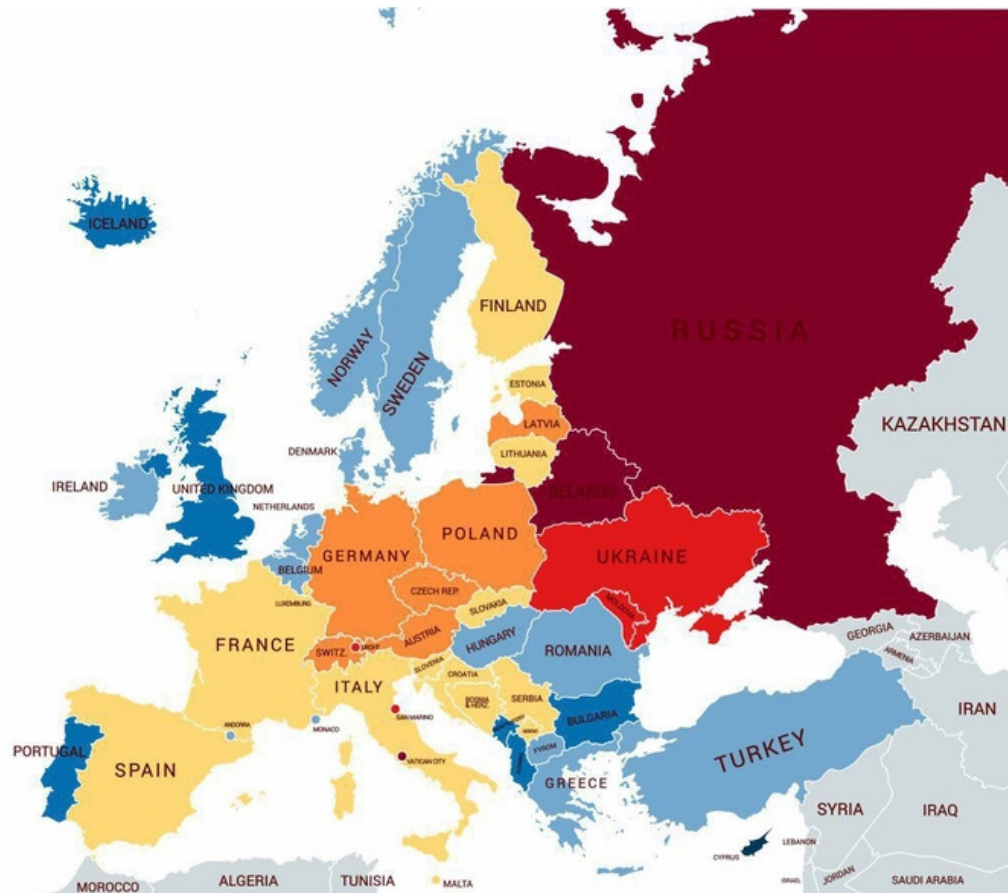 ICELAND
FINLAND
RUSSIA
NORWAY
SWEDEN
ESTONIA
LATVIA
KAZAKHSTAN
DENMARK
LITHUANIA
IRELAND
UNITED KINGDOM
BELARUS
NETHERLANDS
POLAND
GERMANY
UKRAINE
BELGIUM
CZECH REP.
LUXEMBURG
SLOVAKIA
MOLDOVA
FRANCE
SWITZ.
AUSTRIA
HUNGARY
GEORGIA
AZERBAIJAN
ROMANIA
ARMENIA
SLOVENIA
CROATIA
ITALY
BOSNIA
& HERZ.
SERBIA
IRAN
SAN MARINO
BULGARIA
ANDORRA
MONACO
PORTUGAL
FYROM
TURKEY
VATICAN CITY
SPAIN
GREECE
SYRIA
IRAQ
LEBANON
CYPRUS
MOROCCO
ALGERIA
TUNISIA
MALTA
ISRAEL
JORDAN
SAUDI ARABIA